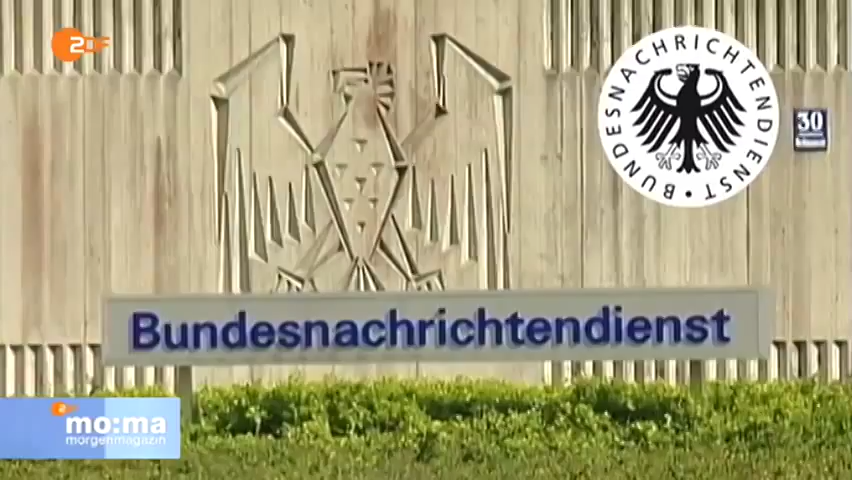 ZDF
BUNDESNACHRICHTENDIENST
30
Bundesnachrichtendienst
mo:ma
morgenmagazin